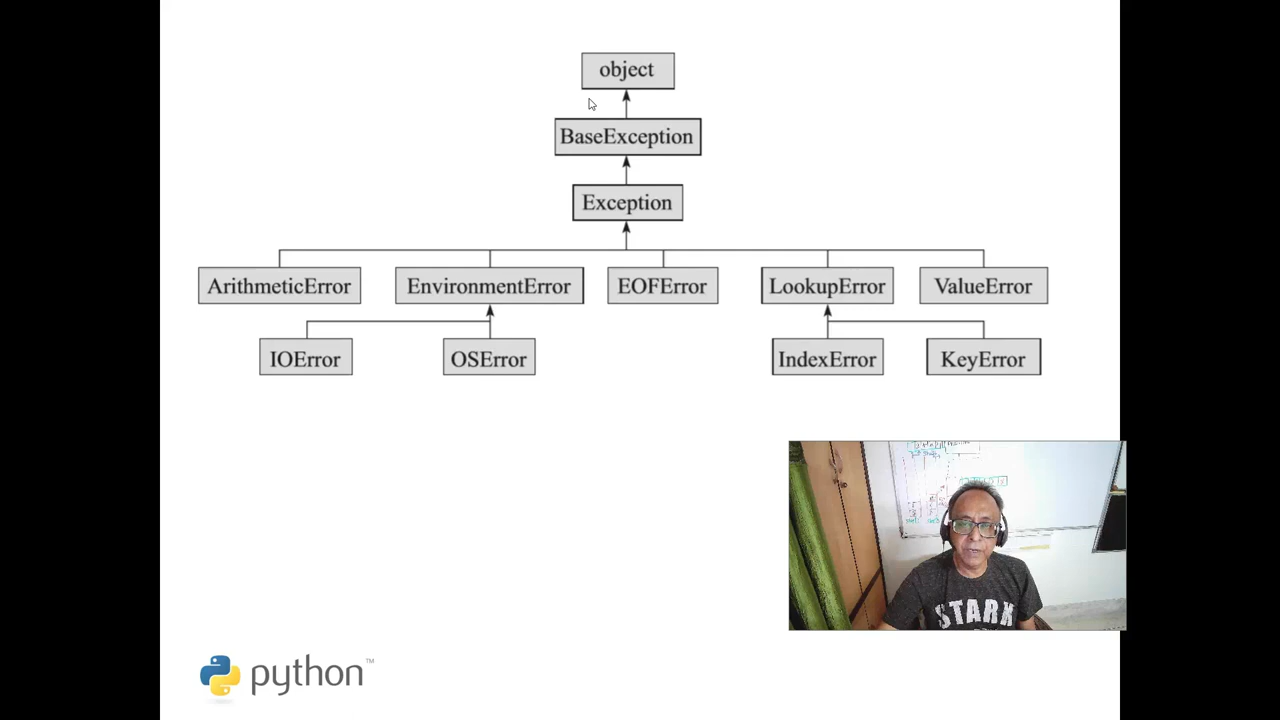 object
BaseException
Exception
ArithmeticError EnvironmentError EOFError LookupError ValueError
IOError OSError IndexError KeyError
STARK
python™